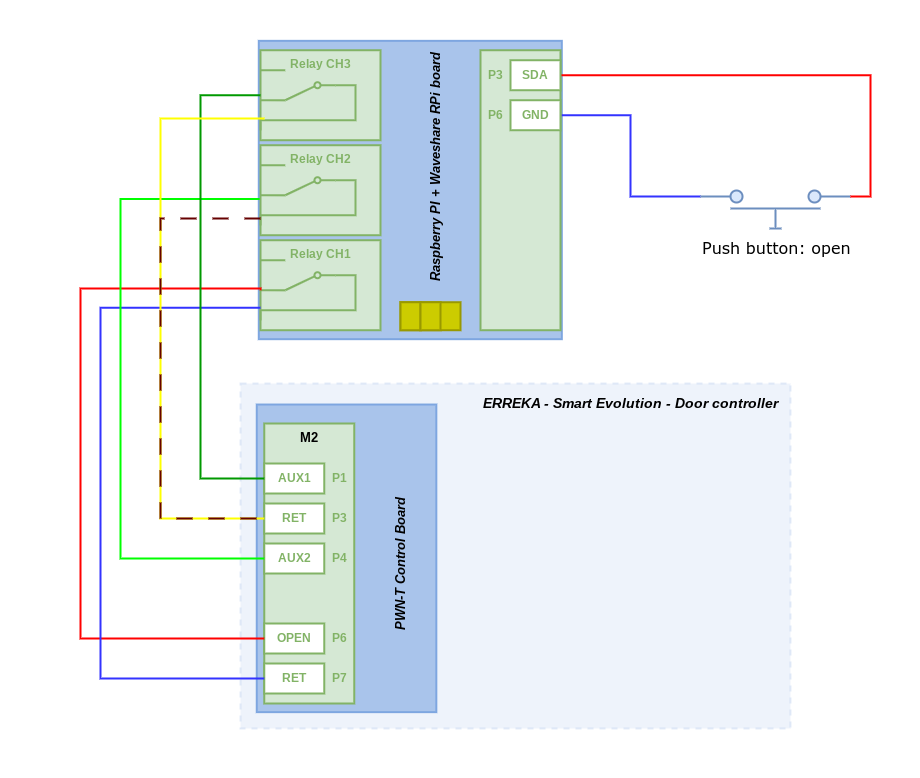 Relay CH3
Relay CH2
Relay CH1
Raspberry PI + Waveshare RPi board
P3 SDA
P6 GND
Push button: open
ERREKA - Smart Evolution - Door controller
M2
AUX1 P1
RET P3
AUX2 P4
OPEN P6
RET P7
PWN-T Control Board